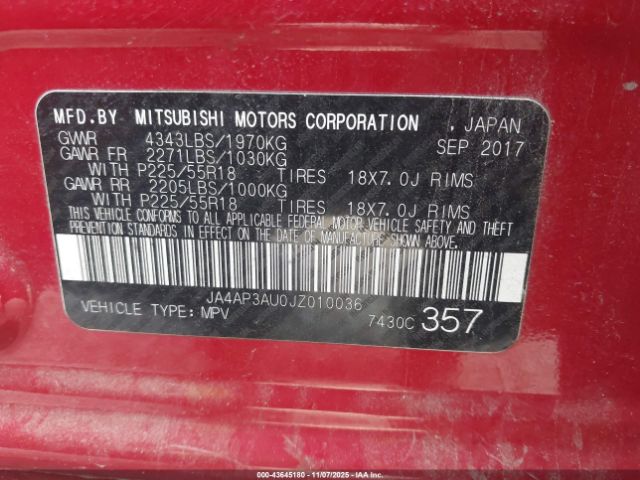 MFD.BY MITSUBISHI MOTORS CORPORATION , JAPAN
GVWR 4343LBS/1970KG SEP 2017
GAWR FR 2271LBS/1030KG
WITH P225/55R18 TIRES 18X7.0J RIMS
GAWR RR 2205LBS/1000KG
WITH P225/55R18 TIRES 18X7.0J RIMS
THIS VEHICLE CONFORMS TO ALL APPLICABLE FEDERAL MOTOR VEHICLE SAFETY AND THEFT
PREVENTION STANDARDS IN EFFECT ON THE DATE OF MANUFACTURE SHOWN ABOVE.
JA4AP3AU0JZ010036
VEHICLE TYPE: MPV 7430C 357
000-43645180 11/07/2025 - IAAI.COM